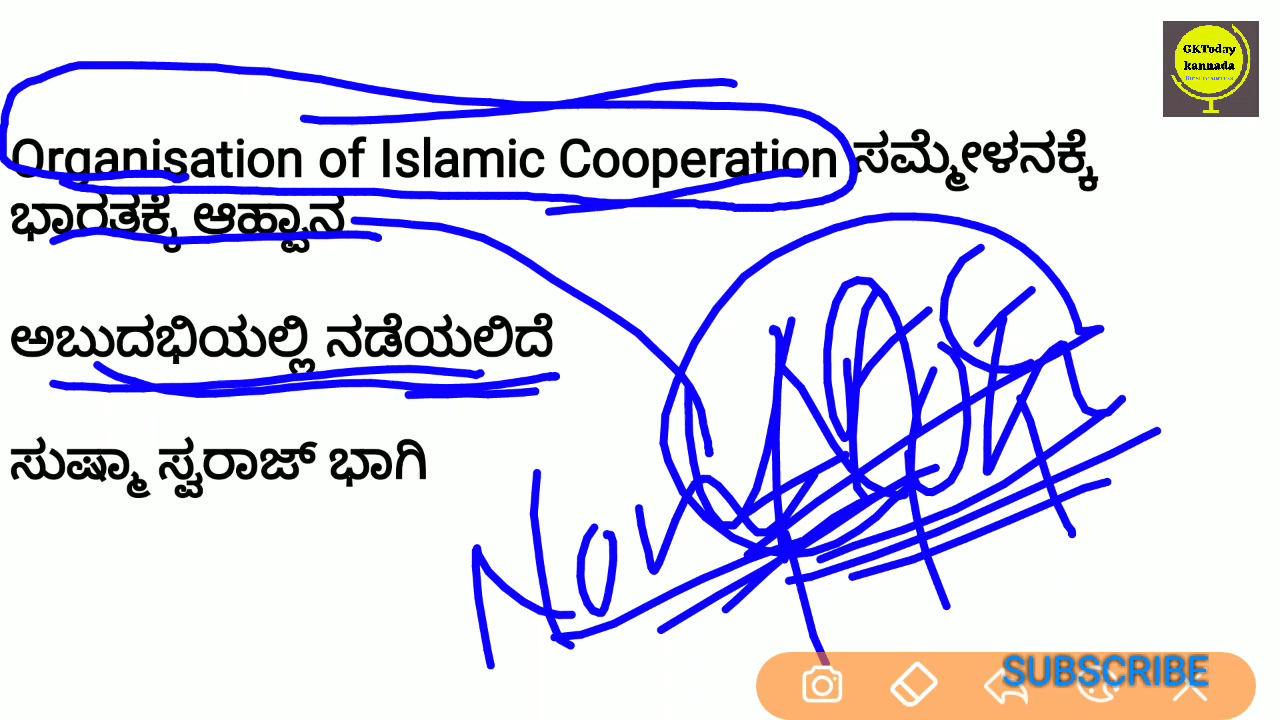 GKToday
kannada
Organisation of Islamic Cooperation ಸಮ್ಮೇಳನಕ್ಕೆ
ಭಾರತಕ್ಕೆ ಆಹ್ವಾನ
ಅಬುದಭಿಯಲ್ಲಿ ನಡೆಯಲಿದೆ
ಸುಷ್ಮಾ ಸ್ವರಾಜ್ ಭಾಗಿ
SUBSCRIBE